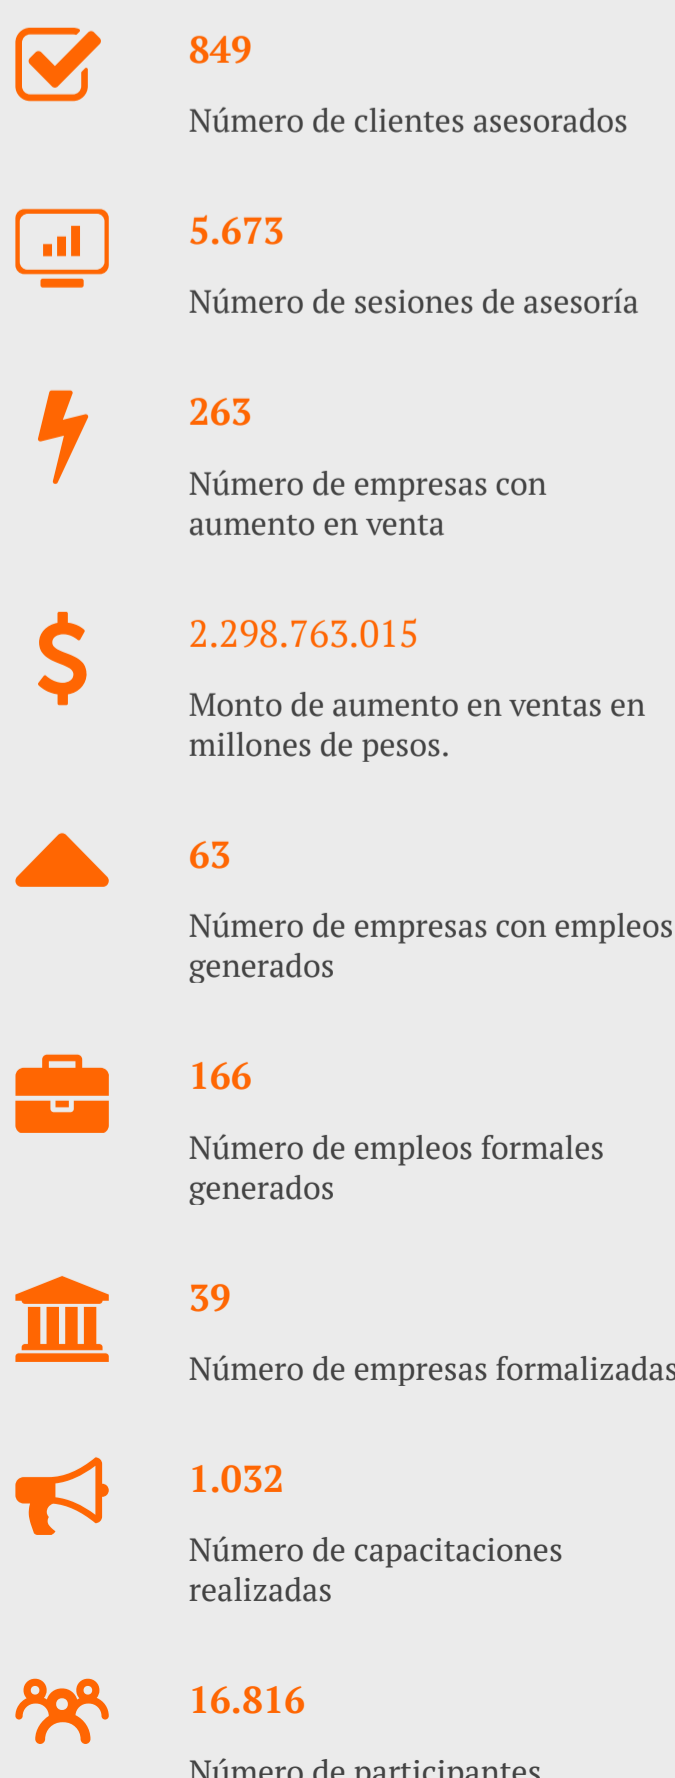 849
Número de clientes asesorados
5.673
Número de sesiones de asesoría
263
Número de empresas con
aumento en venta
2.298.763.015
Monto de aumento en ventas en
millones de pesos.
63
Número de empresas con empleos
generados
166
Número de empleos formales
generados
39
Número de empresas formalizadas
1.032
Número de capacitaciones
realizadas
16.816
Número de participantes